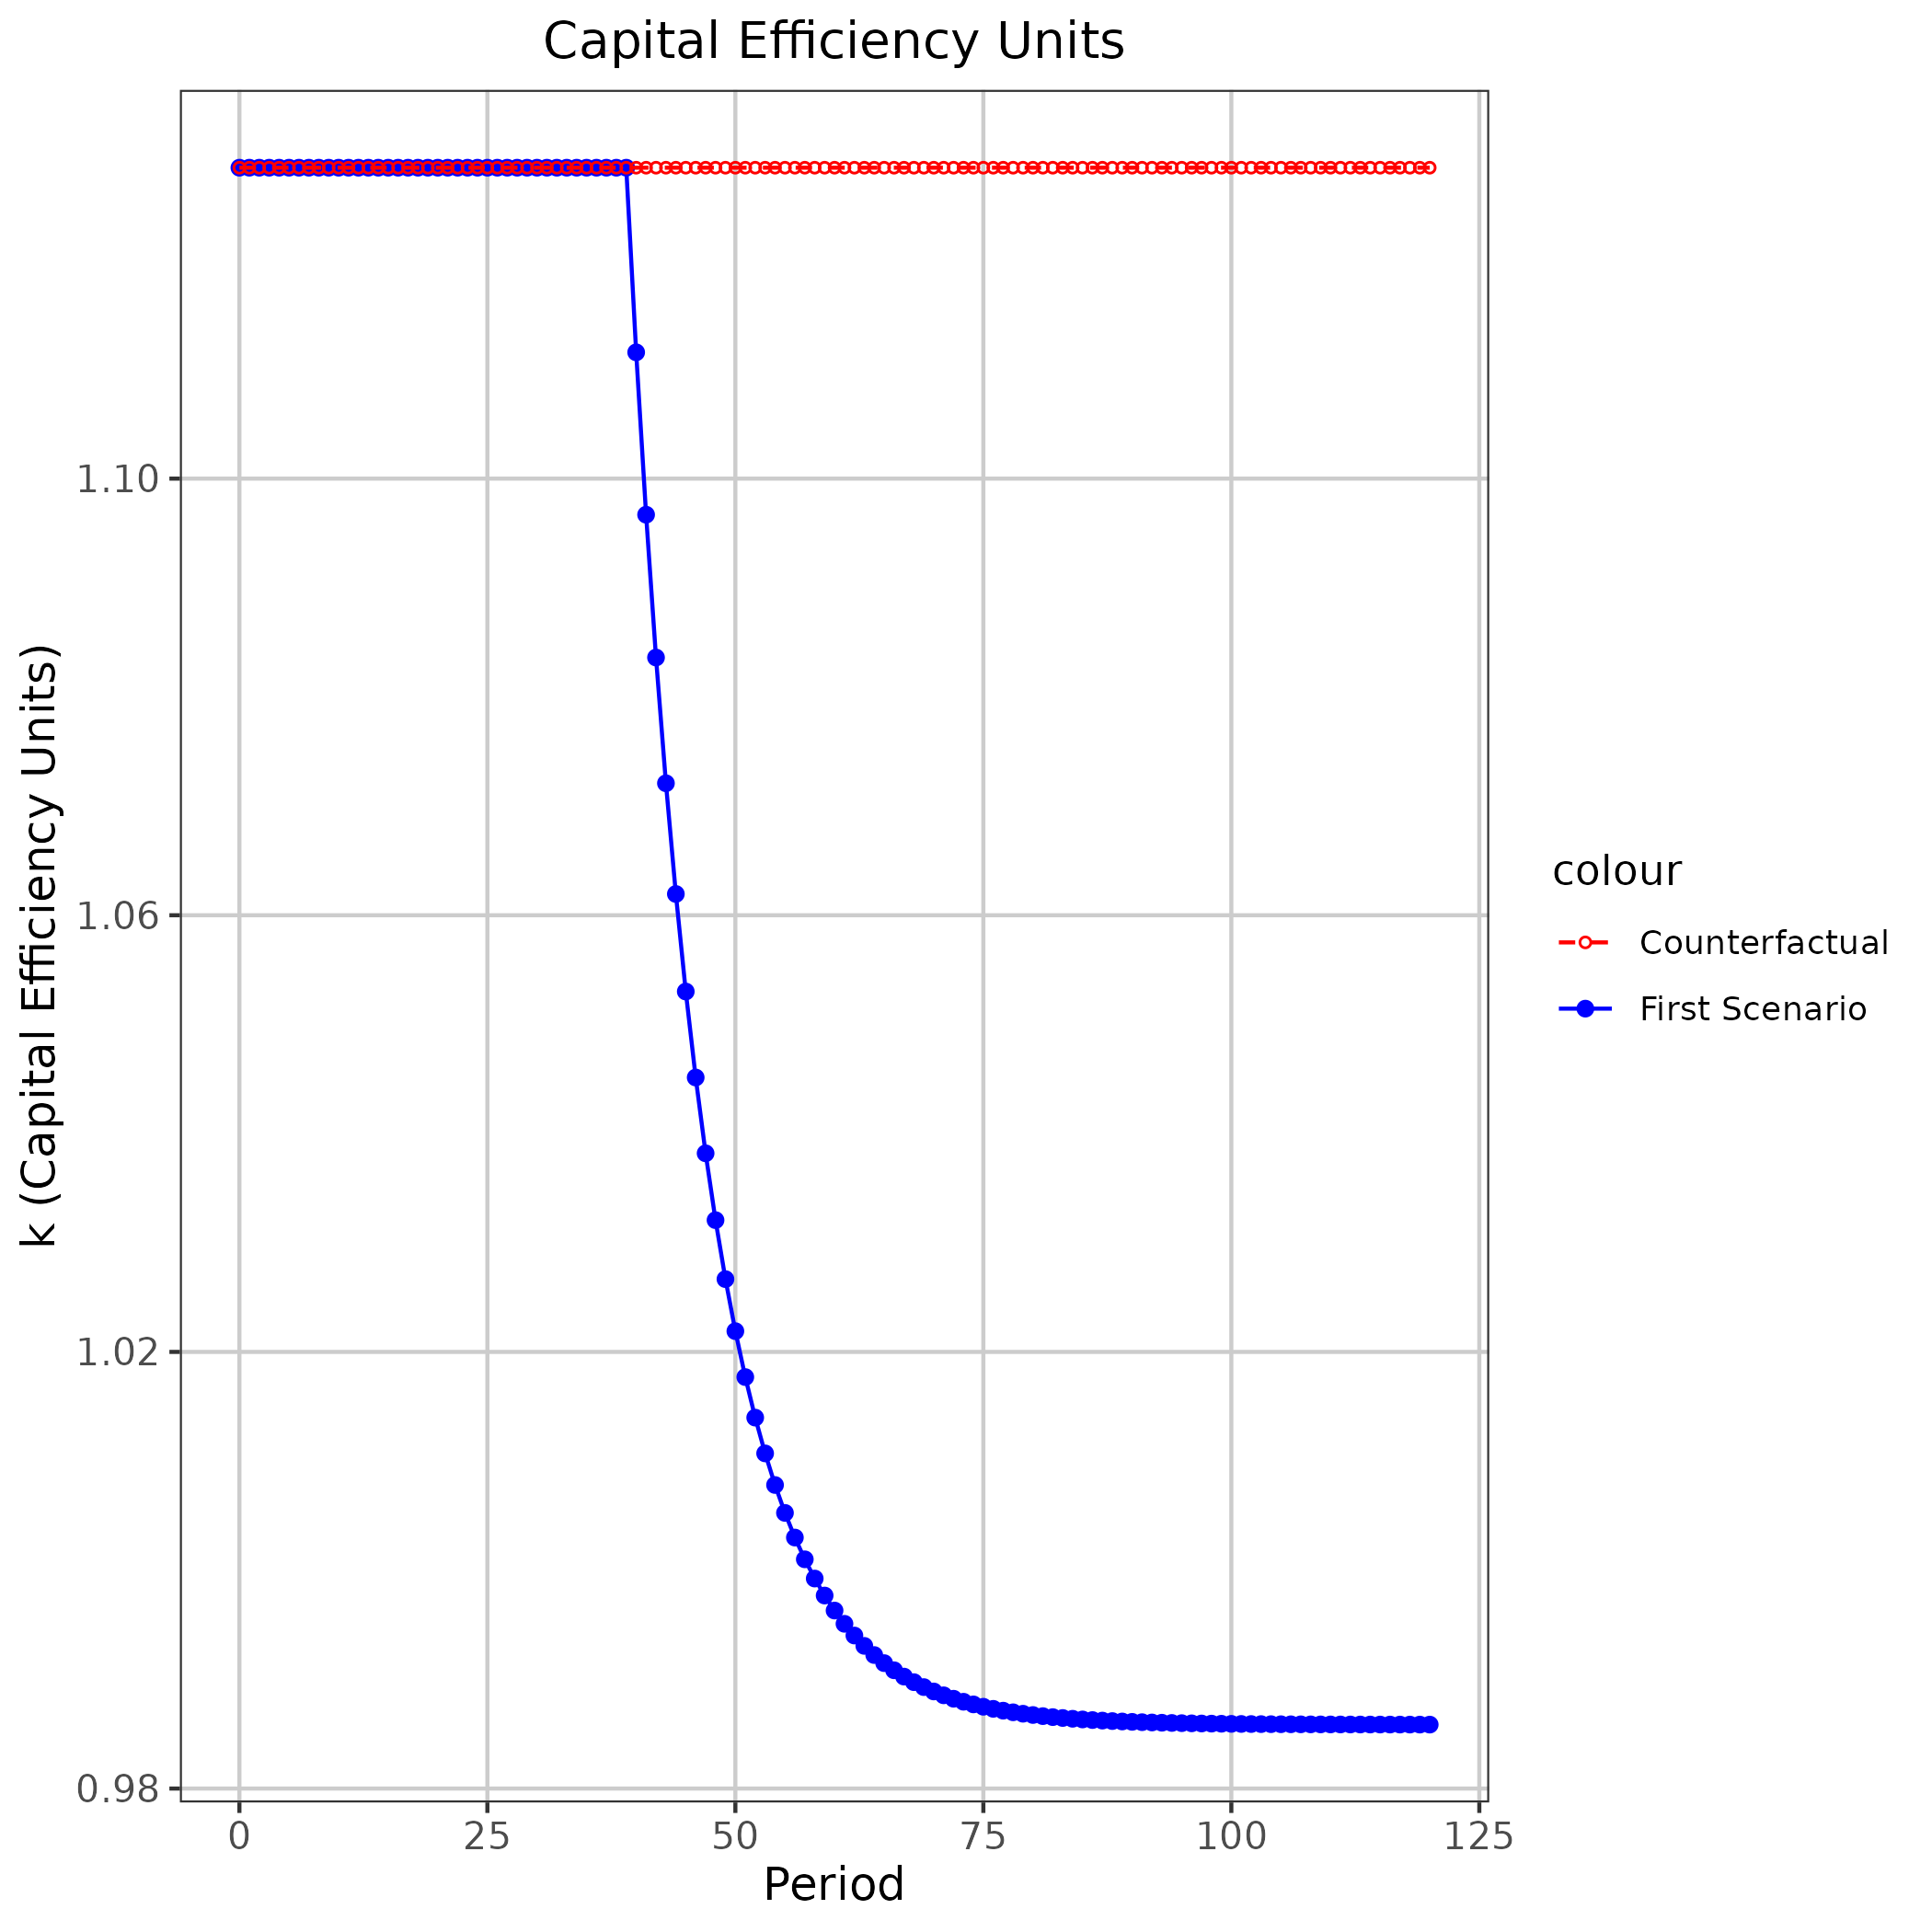 Capital Efficiency Units
k (Capital Efficiency Units)
1.10
1.06
1.02
0.98
0
25
50
75
100
125
Period
colour
Counterfactual
First Scenario